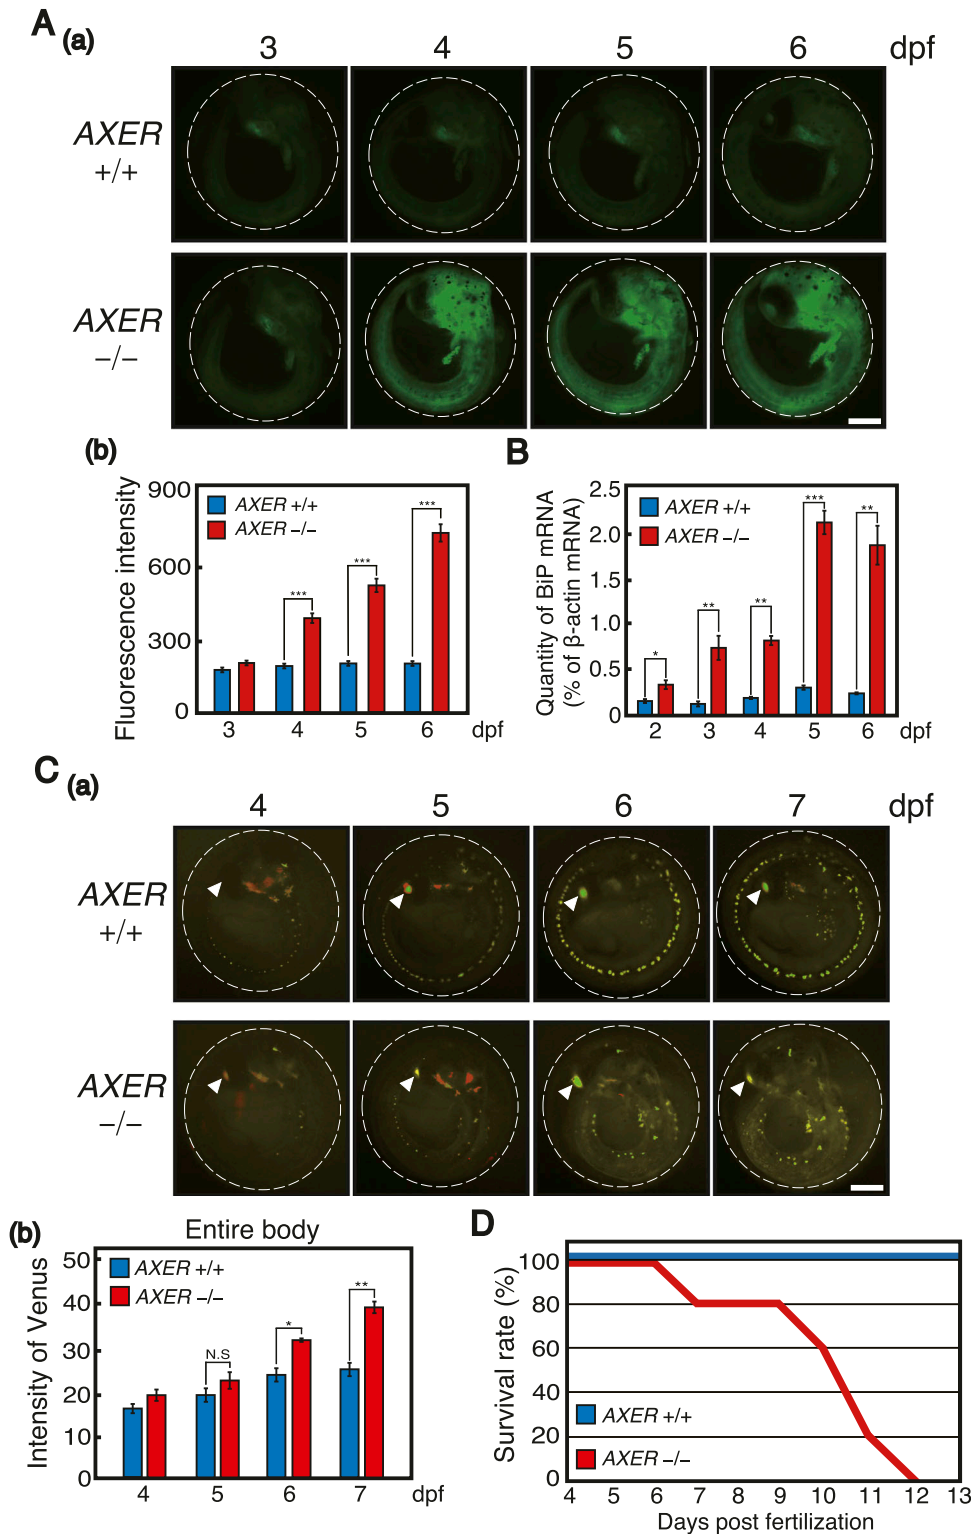 A (a)
3 4 5 6 dpf
AXER
+/+
AXER
–/–
(b)
Fluorescence intensity
900
600
300
0
AXER +/+
AXER –/–
***
***
***
3 4 5 6 dpf
B
Quantity of BiP mRNA
(% of β-actin mRNA)
2.5
2.0
1.5
1.0
0.5
0
AXER +/+
AXER –/–
*
**
**
***
**
2 3 4 5 6 dpf
C (a)
4 5 6 7 dpf
AXER
+/+
AXER
–/–
(b)
Entire body
Intensity of Venus
50
40
30
20
10
0
AXER +/+
AXER –/–
N.S
*
**
4 5 6 7 dpf
D
Survival rate (%)
100
80
60
40
20
0
AXER +/+
AXER –/–
4 5 6 7 8 9 10 11 12 13
Days post fertilization